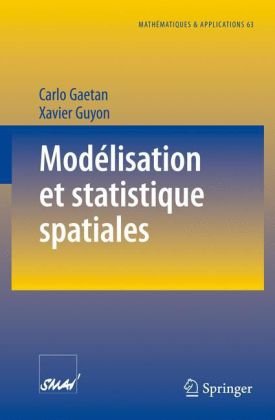 MATHÉMATIQUES & APPLICATIONS 63
Carlo Gaetan
Xavier Guyon
Modélisation
et statistique
spatiales
SMAI
Springer